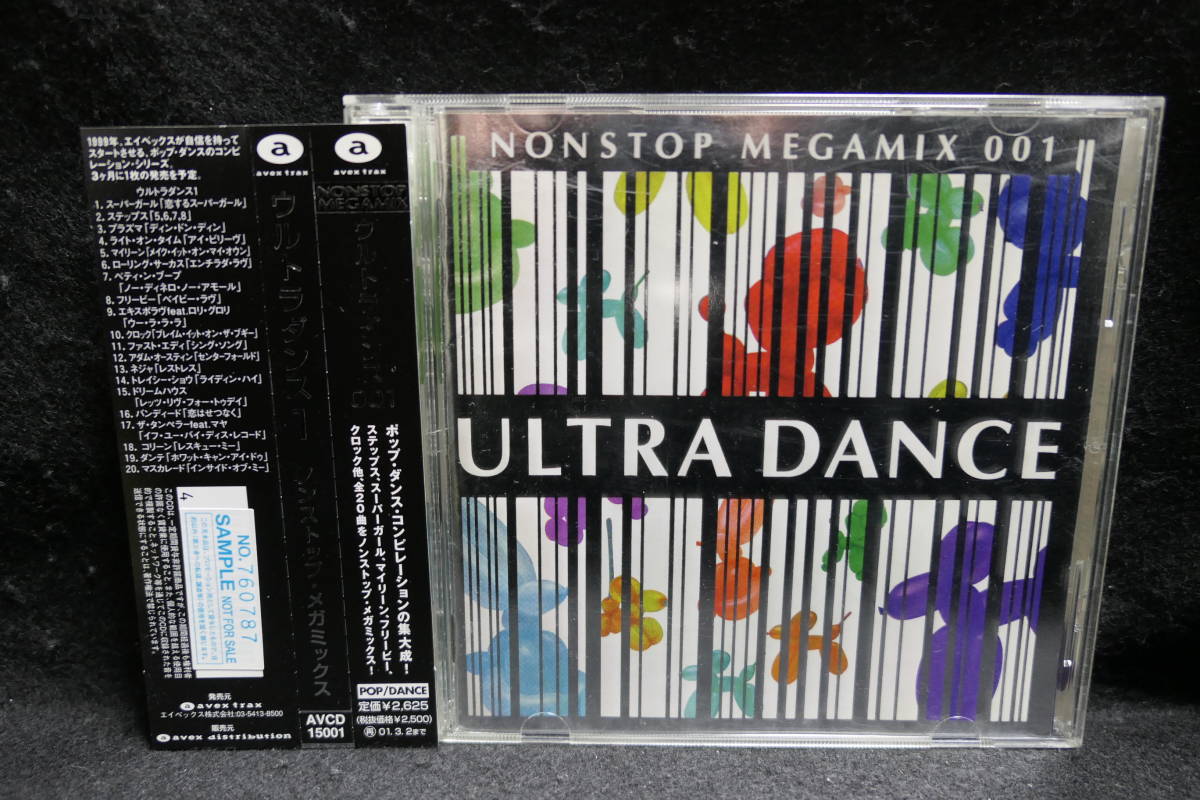 1999年、エイベックスが自信を持って
スタートさせる、ポップ・ダンスのコンピ
レーション・シリーズ。
3ヶ月に1枚の発売を予定。
ウルトラダンス1
1. スーパーガール「恋するスーパーガール」
2. ステップス「5,6,7,8」
3. プラズマ「ディン・ドン・ディン」
4. ライト・オン・タイム「アイ・ビリーヴ」
5. マイリーン「メイク・イット・オン・マイ・オウン」
6. ローリング・サーカス「エンチラダ・ラヴ」
7. ベティ・ン・ブープ
「ノー・ディネロ・ノー・アモール」
8. フリービー「ベイビー・ラヴ」
9. エキスポラヴfeat.ロリ・グロリ
「ウー・ラ・ラ・ラ」
10. クロック「ブレイム・イット・オン・ザ・ブギー」
11. ファスト・エディ「シング・ソング」
12. アダム・オースティン「センターフォールド」
13. ネジャ「レストレス」
14. トレイシー・ショウ「ライディン・ハイ」
15. ドリームハウス
「レッツ・リヴ・フォー・トゥデイ」
16. バンディード「恋はせつなく」
17. ザ・タンペラーfeat.マヤ
「イフ・ユー・バイ・ディス・レコード」
18. コリーン「レスキュー・ミー」
19. ダンテ「ホワット・キャン・アイ・ドゥ」
20. マスカレード「インサイド・オブ・ミー」
4.
NO.760787
SAMPLE NOT FOR SALE
発売元
a avex trax
エイベックス株式会社:03-5413-8500
販売元
a avex distribution
a
avex trax
ウルトラダンス1 ノンストップ・メガミックス
AVCD
15001
a
avex trax
NONSTOP
MEGAMIX
ウルトラダンス
001
ポップ・ダンス・コンピレーションの集大成!
ステップス、スーパーガール、マイリーン、フリービー、
クロック他、全20曲をノンストップ・メガミックス!
POP/DANCE
定価¥2,625
(税抜価格¥2,500)
再 01.3.2まで
NONSTOP MEGAMIX 001
ULTRA DANCE